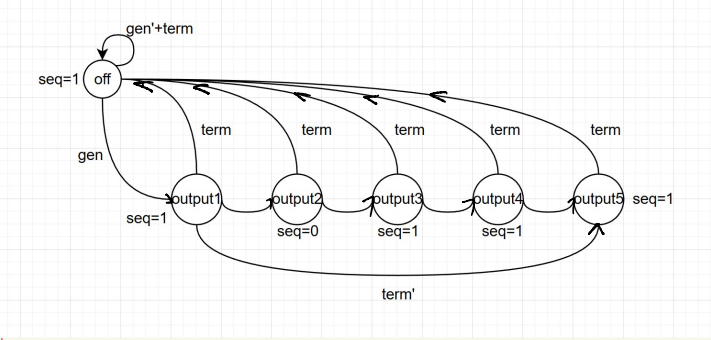 gen'+term
seq=1
off
term
term
term
term
term
gen
output1
output2
output3
output4
output5
seq=1
seq=1
seq=0
seq=1
seq=1
term'